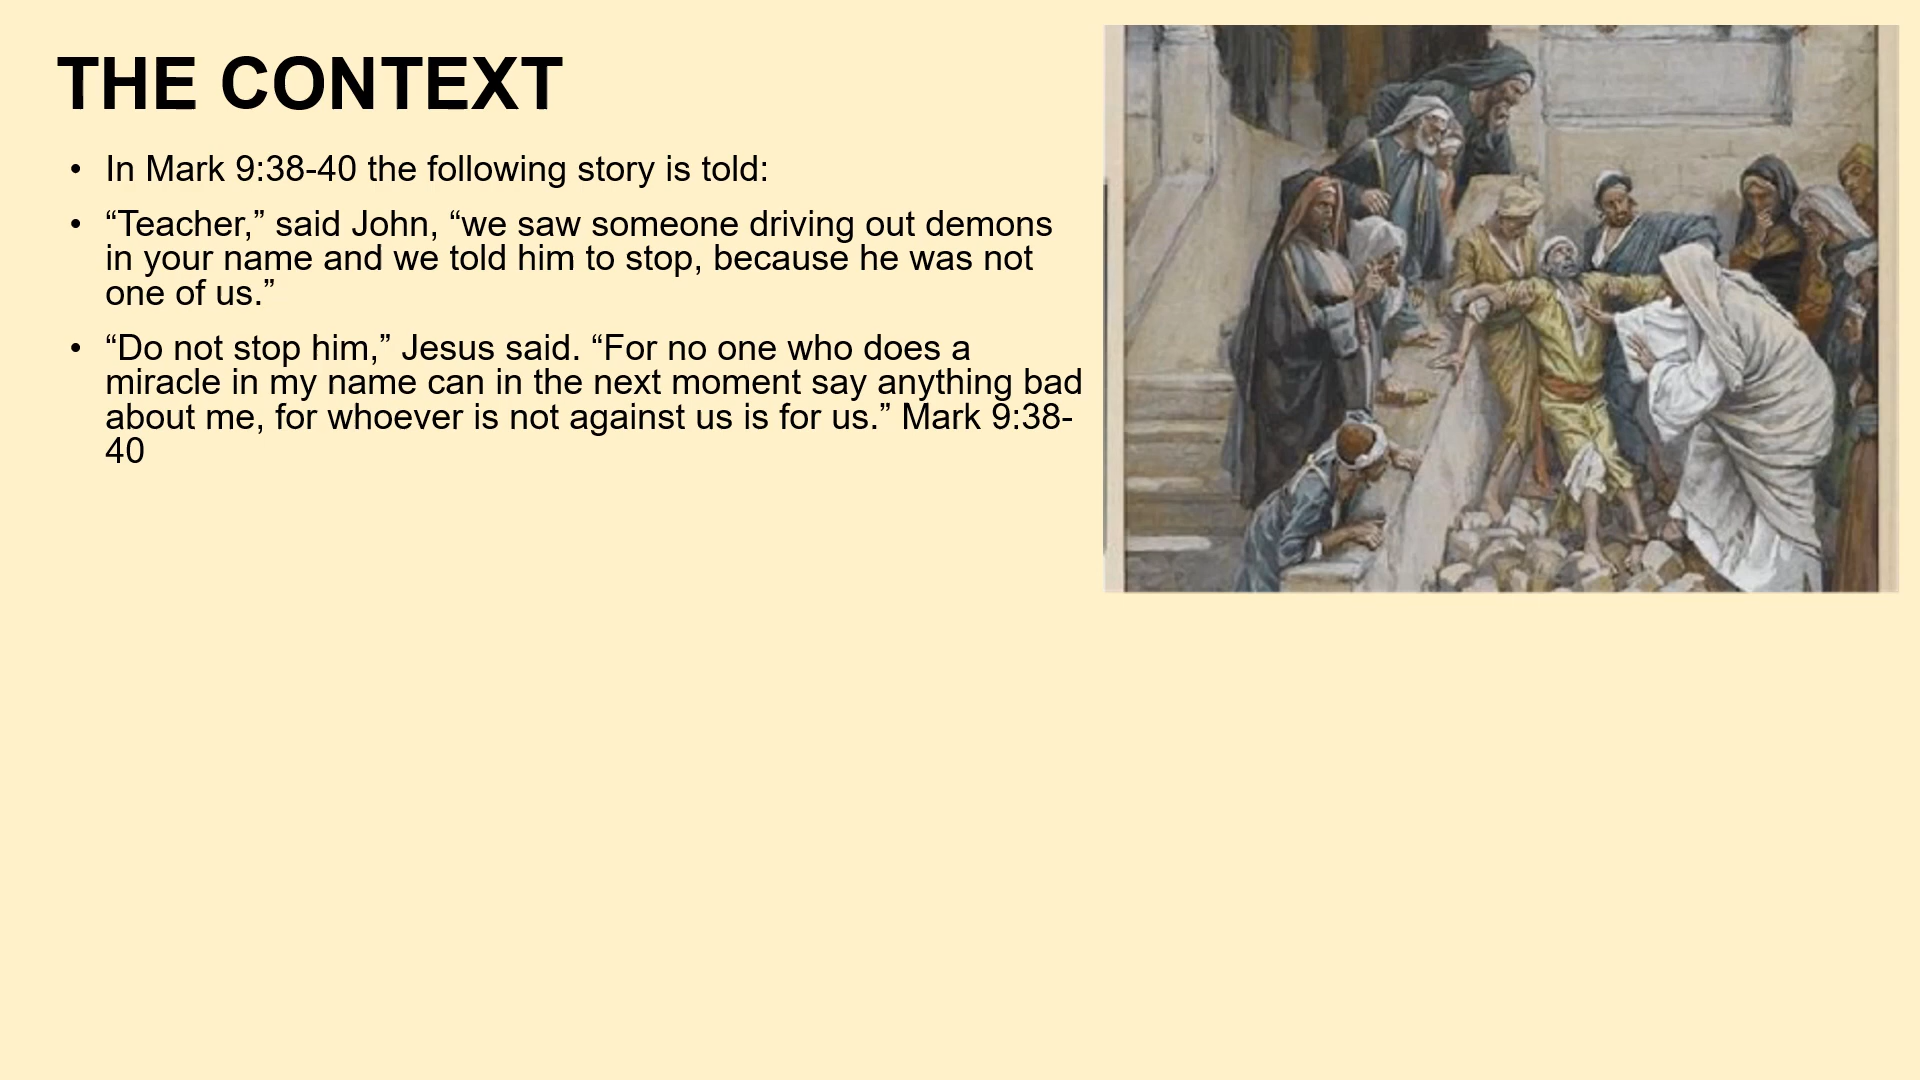 THE CONTEXT
• In Mark 9:38-40 the following story is told:
• “Teacher,” said John, “we saw someone driving out demons
in your name and we told him to stop, because he was not
one of us.”
• “Do not stop him,” Jesus said. “For no one who does a
miracle in my name can in the next moment say anything bad
about me, for whoever is not against us is for us.” Mark 9:38-
40